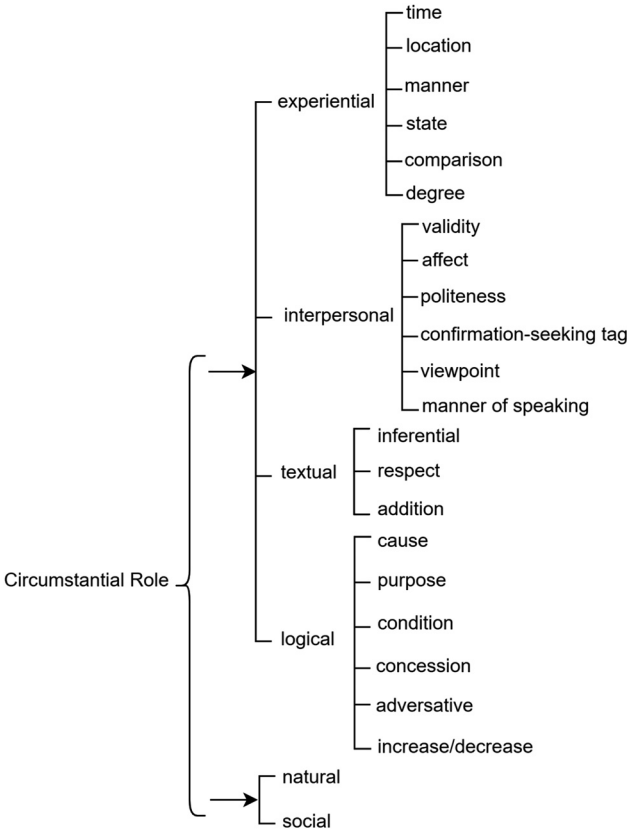 time
location
manner
experiential
state
comparison
degree
validity
affect
politeness
interpersonal
confirmation-seeking tag
viewpoint
manner of speaking
inferential
textual
respect
addition
cause
Circumstantial Role
purpose
condition
logical
concession
adversative
increase/decrease
natural
social